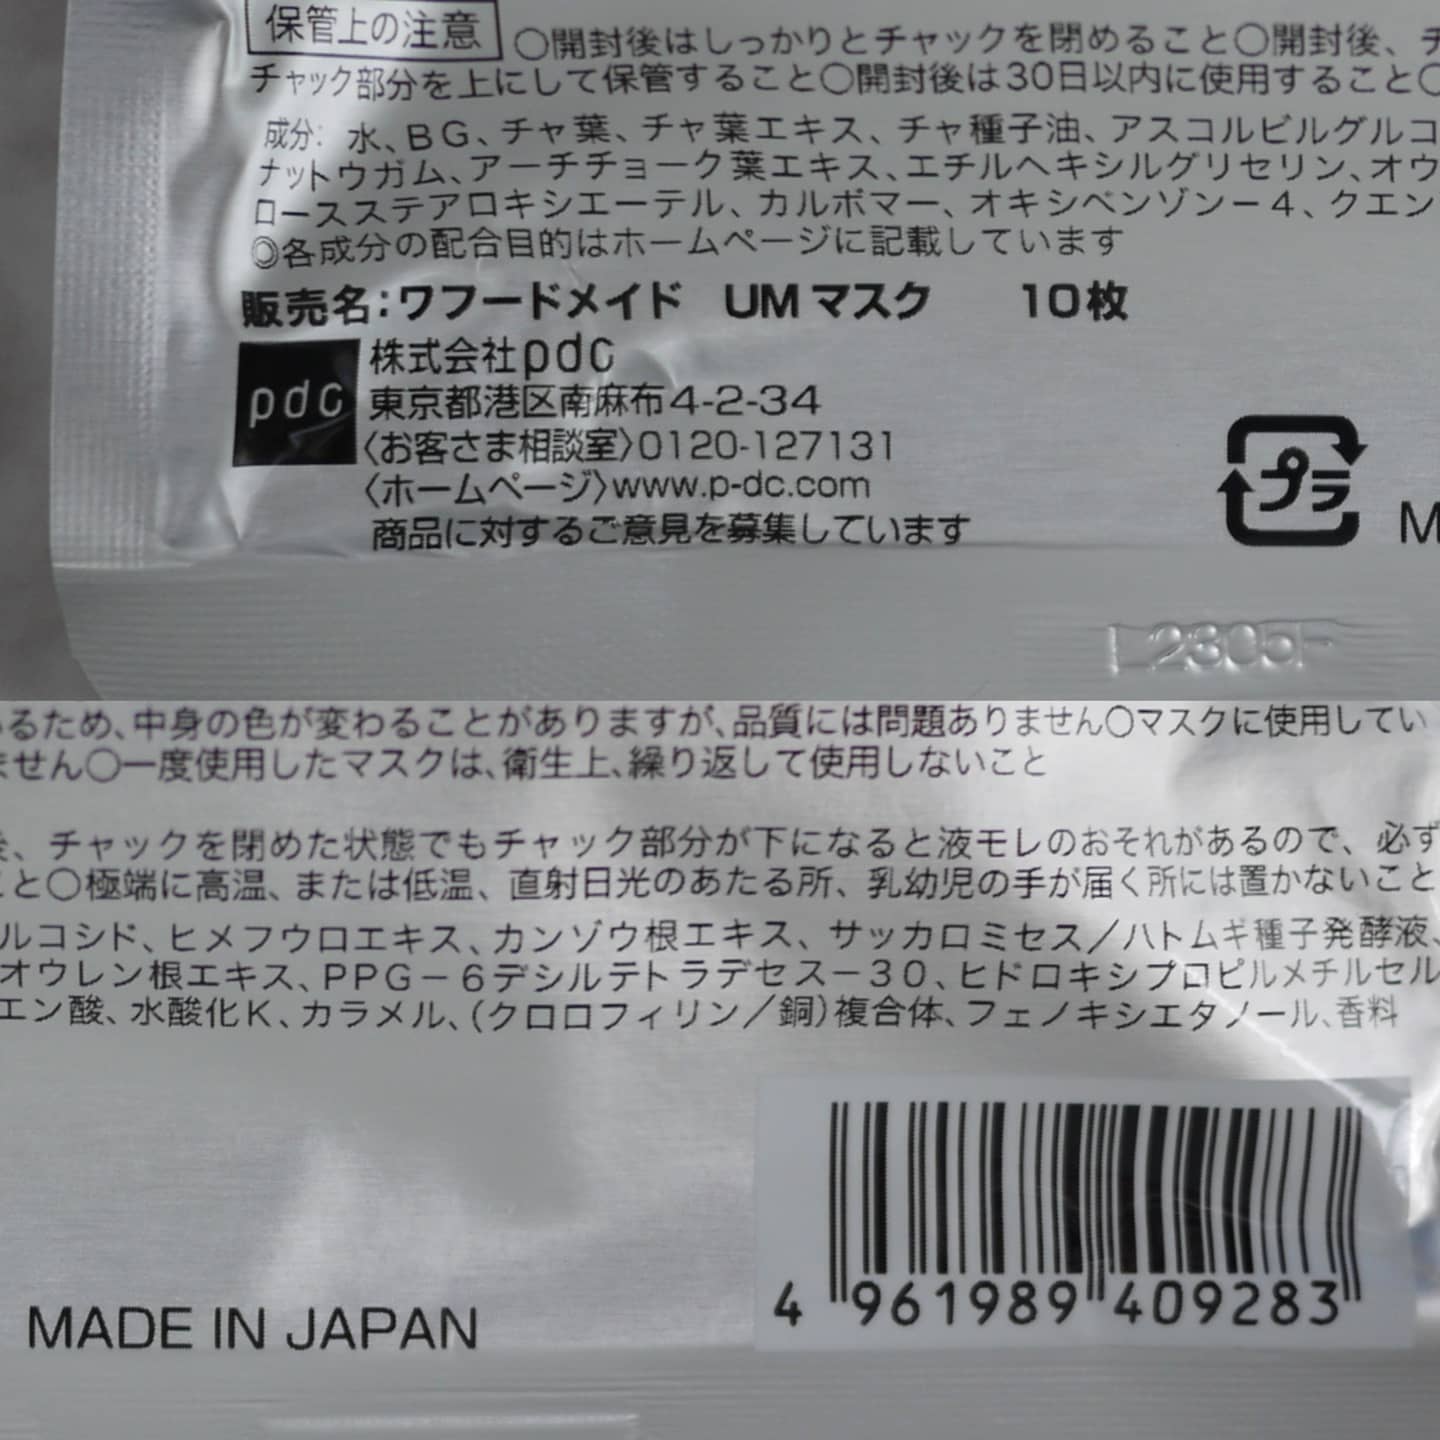 保管上の注意 ○開封後はしっかりとチャックを閉めること○開封後、チ
チャック部分を上にして保管すること○開封後は30日以内に使用すること○
成分: 水、BG、チャ葉、チャ葉エキス、チャ種子油、アスコルビルグルコ
ナットウガム、アーチチョーク葉エキス、エチルヘキシルグリセリン、オウ
ロースステアロキシエーテル、カルボマー、オキシベンゾン－4、クエン
◎各成分の配合目的はホームページに記載しています
販売名:ワフードメイド UMマスク 10枚
pdc
株式会社pdc
東京都港区南麻布4-2-34
〈お客さま相談室〉0120-127131
〈ホームページ〉www.p-dc.com
商品に対するご意見を募集しています
プラ
M
L2305F
いるため、中身の色が変わることがありますが、品質には問題ありません○マスクに使用してい
ません○一度使用したマスクは、衛生上、繰り返して使用しないこと
後、チャックを閉めた状態でもチャック部分が下になると液モレのおそれがあるので、必ず
こと○極端に高温、または低温、直射日光のあたる所、乳幼児の手が届く所には置かないこと
ルコシド、ヒメフウロエキス、カンゾウ根エキス、サッカロミセス／ハトムギ種子発酵液、
オウレン根エキス、PPG－6デシルテトラデセス－30、ヒドロキシプロピルメチルセル
エン酸、水酸化K、カラメル、(クロロフィリン／銅)複合体、フェノキシエタノール、香料
MADE IN JAPAN
4 961989 409283